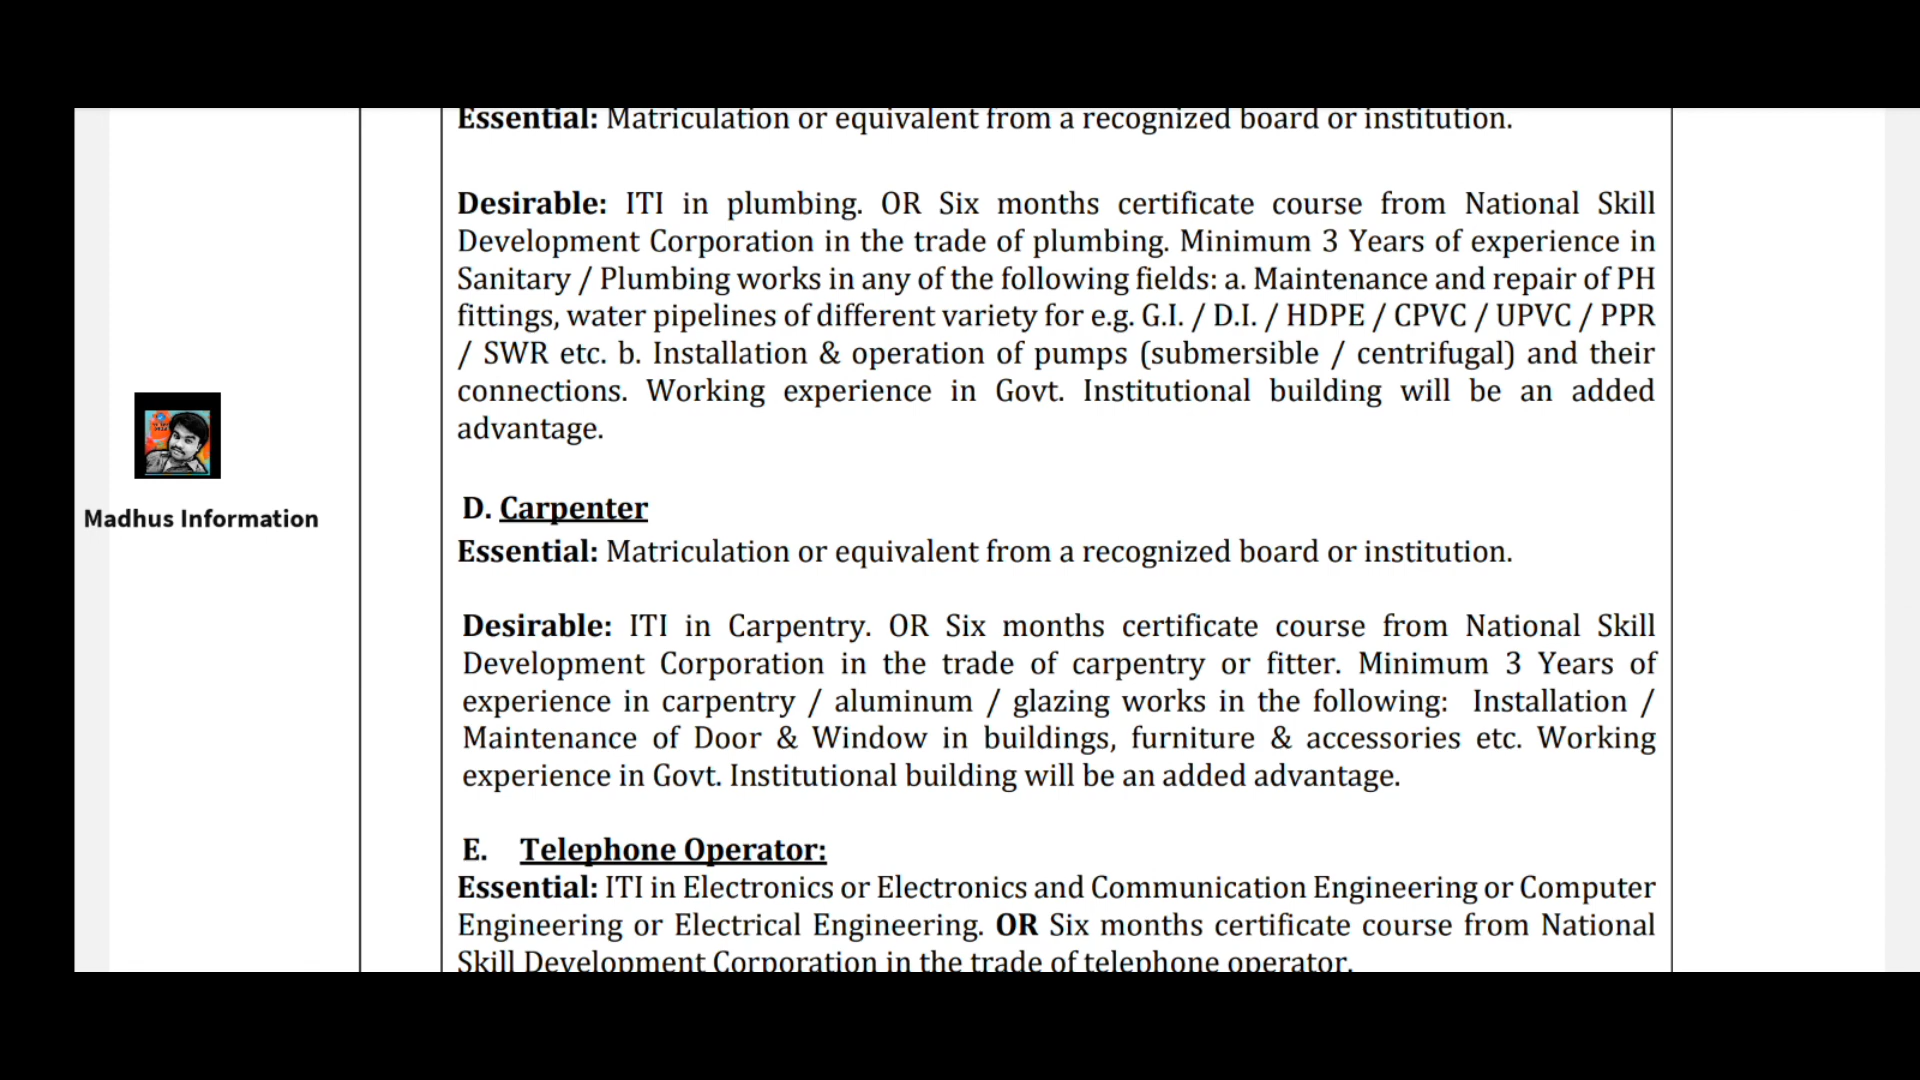 Essential: Matriculation or equivalent from a recognized board or institution.
Desirable: ITI in plumbing. OR Six months certificate course from National Skill
Development Corporation in the trade of plumbing. Minimum 3 Years of experience in
Sanitary / Plumbing works in any of the following fields: a. Maintenance and repair of PH
fittings, water pipelines of different variety for e.g. G.I. / D.I. / HDPE / CPVC / UPVC / PPR
/ SWR etc. b. Installation & operation of pumps (submersible / centrifugal) and their
connections. Working experience in Govt. Institutional building will be an added
advantage.
Madhus Information
D. Carpenter
Essential: Matriculation or equivalent from a recognized board or institution.
Desirable: ITI in Carpentry. OR Six months certificate course from National Skill
Development Corporation in the trade of carpentry or fitter. Minimum 3 Years of
experience in carpentry / aluminum / glazing works in the following: Installation /
Maintenance of Door & Window in buildings, furniture & accessories etc. Working
experience in Govt. Institutional building will be an added advantage.
E. Telephone Operator:
Essential: ITI in Electronics or Electronics and Communication Engineering or Computer
Engineering or Electrical Engineering. OR Six months certificate course from National
Skill Development Corporation in the trade of telephone operator.